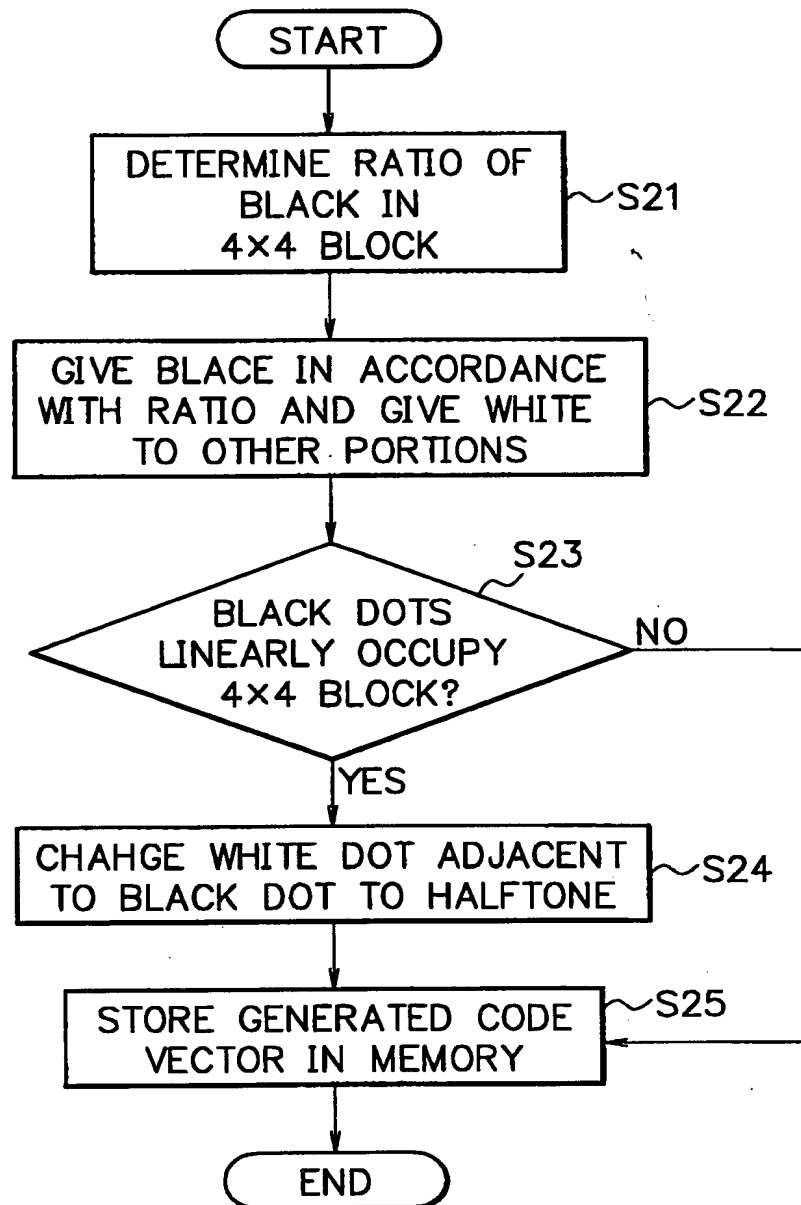 START
DETERMINE RATIO OF
BLACK IN
4×4 BLOCK
S21
GIVE BLACE IN ACCORDANCE
WITH RATIO AND GIVE WHITE
TO OTHER PORTIONS
S22
S23
BLACK DOTS
LINEARLY OCCUPY
4×4 BLOCK?
NO
YES
CHAHGE WHITE DOT ADJACENT
TO BLACK DOT TO HALFTONE
S24
STORE GENERATED CODE
VECTOR IN MEMORY
S25
END